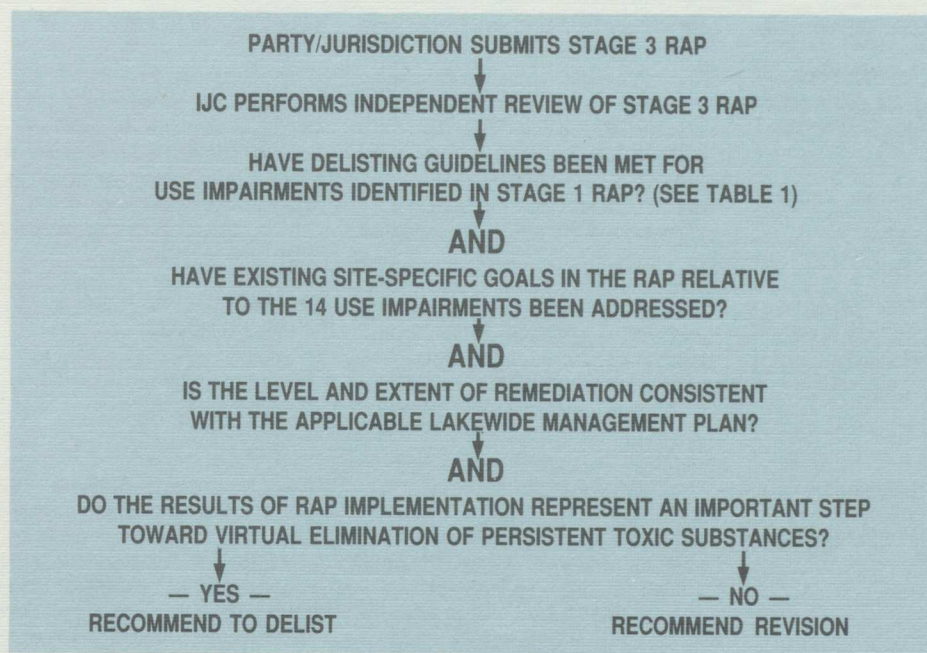 PARTY/JURISDICTION SUBMITS STAGE 3 RAP
IJC PERFORMS INDEPENDENT REVIEW OF STAGE 3 RAP
HAVE DELISTING GUIDELINES BEEN MET FOR
USE IMPAIRMENTS IDENTIFIED IN STAGE 1 RAP? (SEE TABLE 1)
AND
HAVE EXISTING SITE-SPECIFIC GOALS IN THE RAP RELATIVE
TO THE 14 USE IMPAIRMENTS BEEN ADDRESSED?
AND
IS THE LEVEL AND EXTENT OF REMEDIATION CONSISTENT
WITH THE APPLICABLE LAKEWIDE MANAGEMENT PLAN?
AND
DO THE RESULTS OF RAP IMPLEMENTATION REPRESENT AN IMPORTANT STEP
TOWARD VIRTUAL ELIMINATION OF PERSISTENT TOXIC SUBSTANCES?
— YES —
RECOMMEND TO DELIST
— NO —
RECOMMEND REVISION